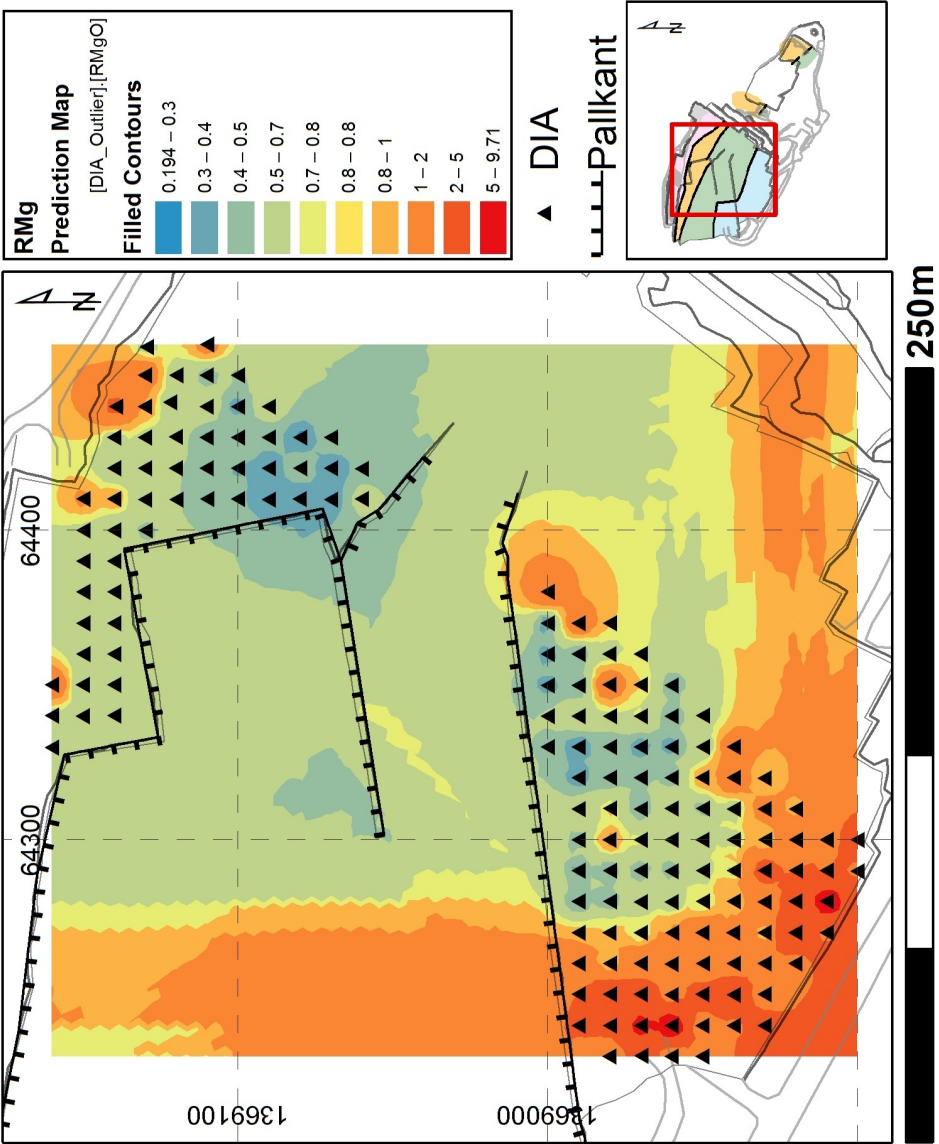 RMg
Prediction Map
[DIA_Outlier].[RMgO]
Filled Contours
0.194 – 0.3
0.3 – 0.4
0.4 – 0.5
0.5 – 0.7
0.7 – 0.8
0.8 – 0.8
0.8 – 1
1 – 2
2 – 5
5 – 9.71
DIA
Pallkant
N
N
64400
64300
1369100
1369000
250m